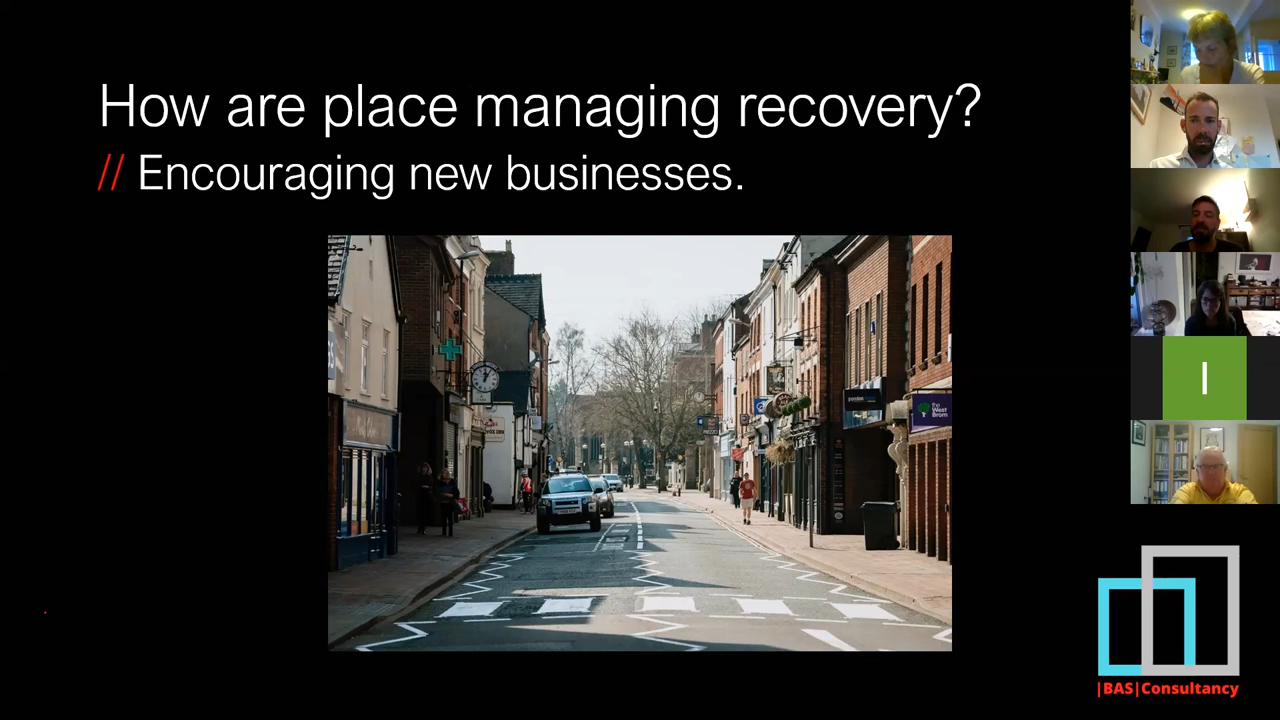 How are place managing recovery?
// Encouraging new businesses.
the
West
Brom
I
|BAS|Consultancy